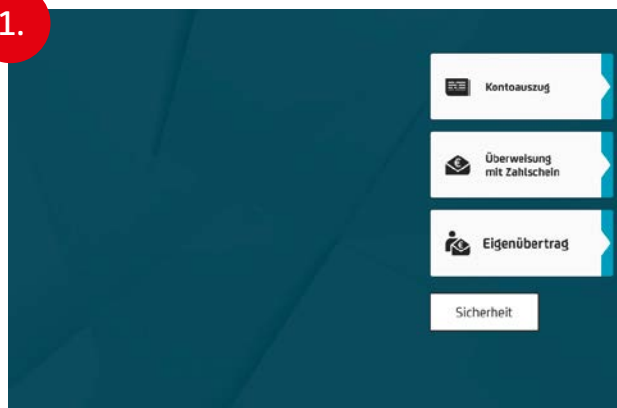 1.
Kontoauszug
Überweisung
mit Zahlschein
Eigenübertrag
Sicherheit